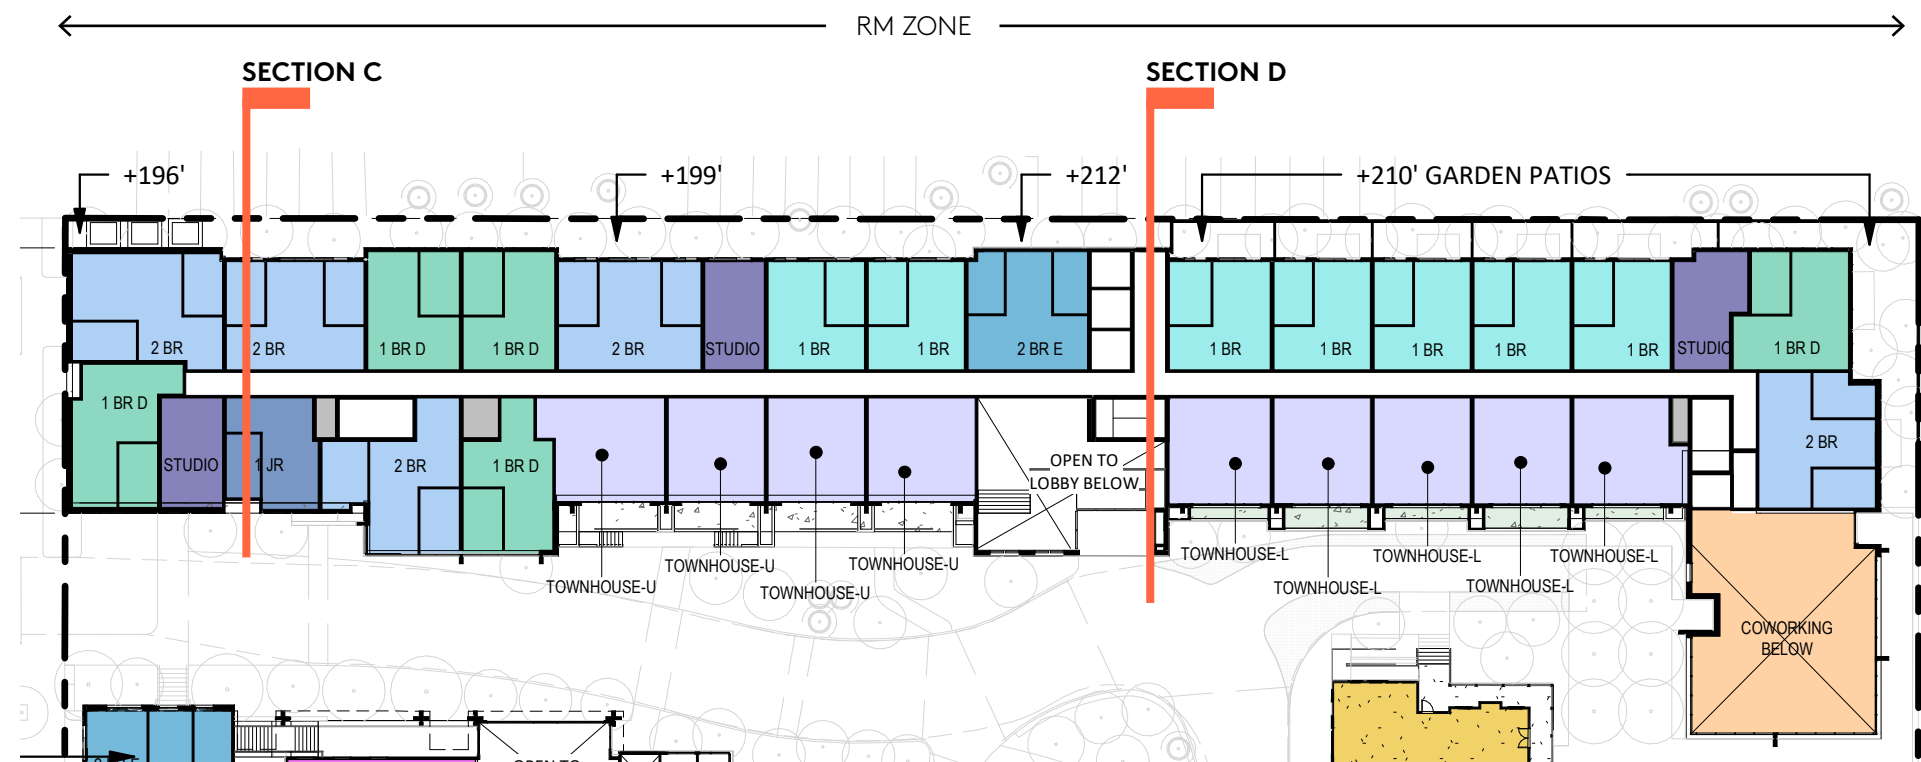 RM ZONE
SECTION C
SECTION D
+196'
+199'
+212'
+210' GARDEN PATIOS
2 BR
2 BR
1 BR D
1 BR D
2 BR
STUDIO
1 BR
1 BR
2 BR E
1 BR
1 BR
1 BR
1 BR
1 BR
STUDIO
1 BR D
1 BR D
STUDIO
1 JR
2 BR
1 BR D
OPEN TO
LOBBY BELOW
2 BR
TOWNHOUSE-U
TOWNHOUSE-U
TOWNHOUSE-U
TOWNHOUSE-U
TOWNHOUSE-L
TOWNHOUSE-L
TOWNHOUSE-L
TOWNHOUSE-L
TOWNHOUSE-L
COWORKING
BELOW
OPEN TO